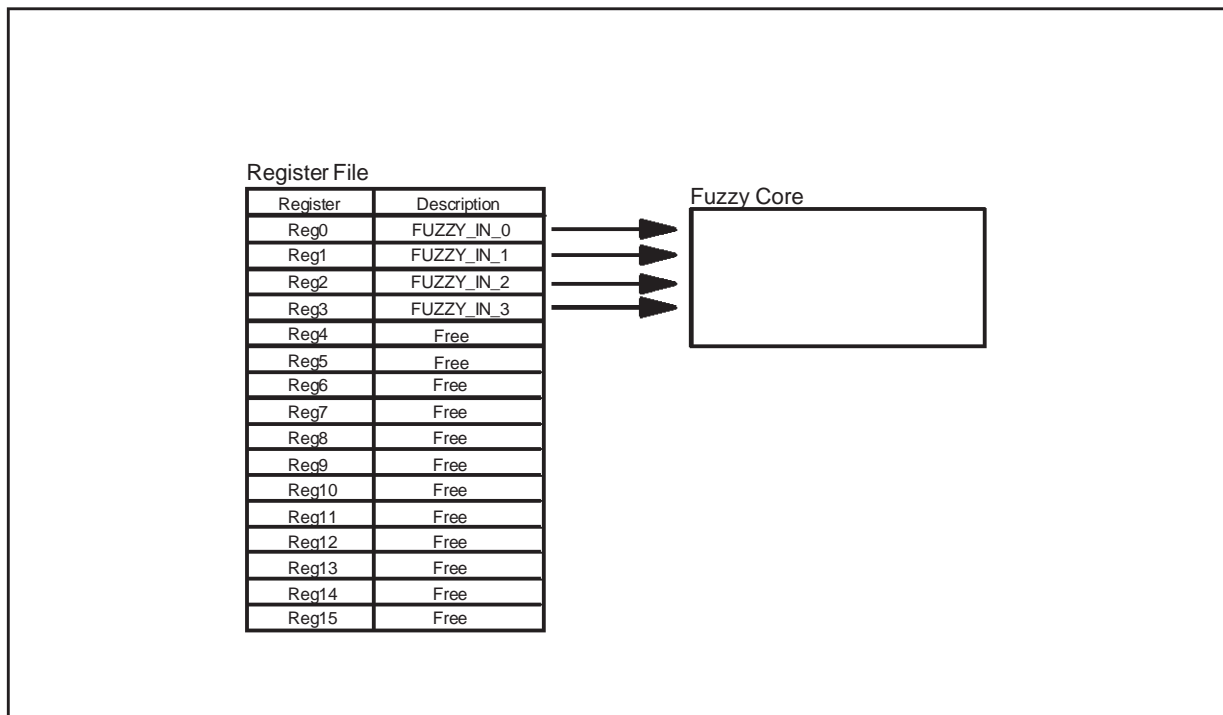 Register File
Register Description
Reg0 FUZZY_IN_0
Reg1 FUZZY_IN_1
Reg2 FUZZY_IN_2
Reg3 FUZZY_IN_3
Reg4 Free
Reg5 Free
Reg6 Free
Reg7 Free
Reg8 Free
Reg9 Free
Reg10 Free
Reg11 Free
Reg12 Free
Reg13 Free
Reg14 Free
Reg15 Free
Fuzzy Core